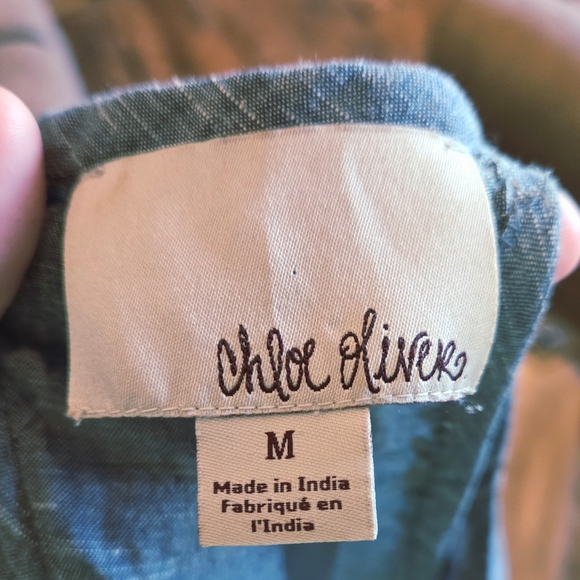 chloe oliver
M
Made in India
Fabriqué en
l'India